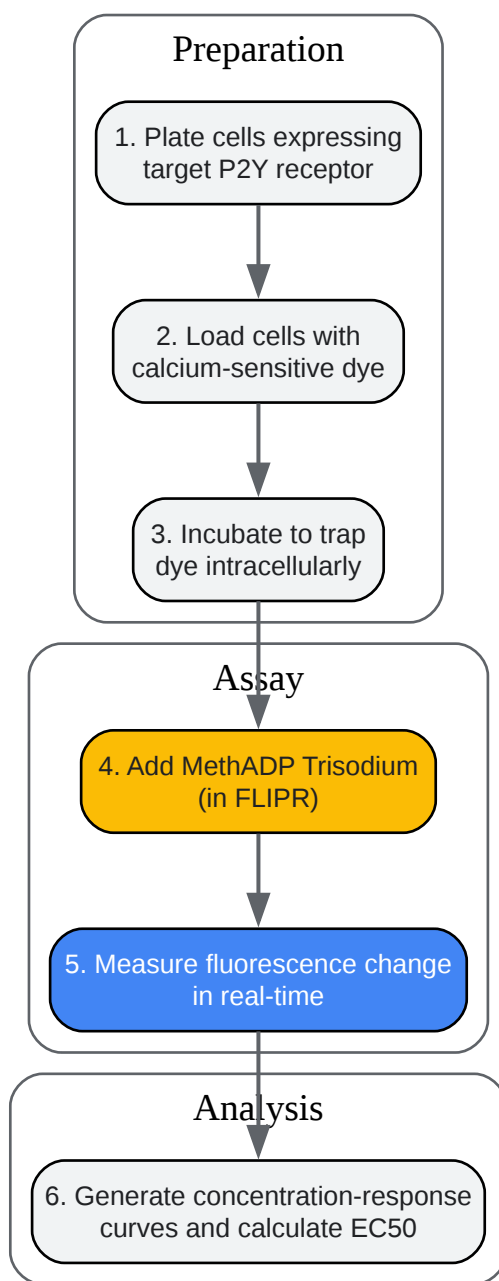 Preparation
1. Plate cells expressing
target P2Y receptor
2. Load cells with
calcium-sensitive dye
3. Incubate to trap
dye intracellularly
Assay
4. Add MethADP Trisodium
(in FLIPR)
5. Measure fluorescence change
in real-time
Analysis
6. Generate concentration-response
curves and calculate EC50